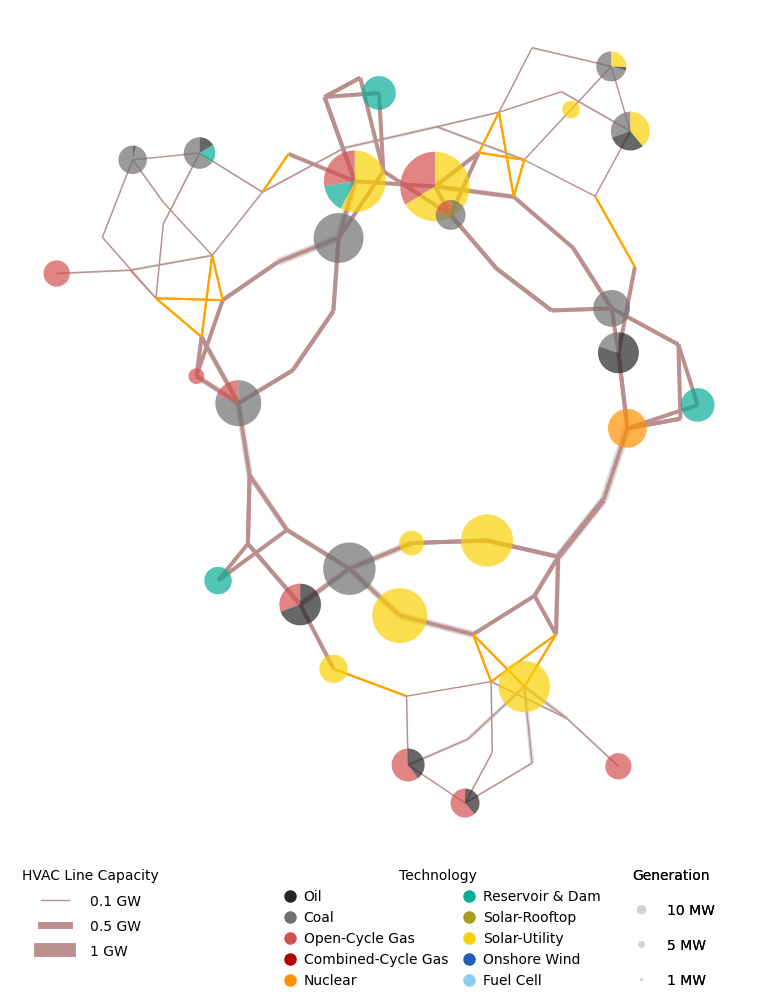 HVAC Line Capacity
0.1 GW
0.5 GW
1 GW
Technology
Oil
Coal
Open-Cycle Gas
Combined-Cycle Gas
Nuclear
Reservoir & Dam
Solar-Rooftop
Solar-Utility
Onshore Wind
Fuel Cell
Generation
10 MW
5 MW
1 MW